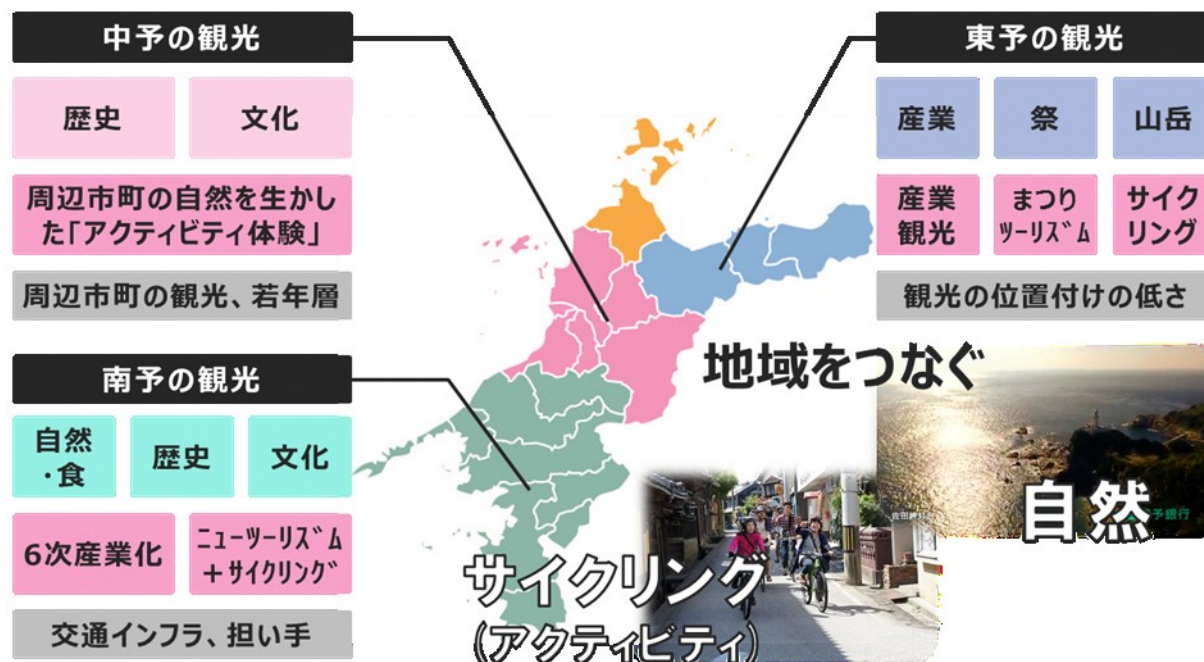 中予の観光
歴史
文化
周辺市町の自然を生かし
た「アクティビティ体験」
周辺市町の観光、若年層
東予の観光
産業
祭
山岳
産業
観光
まつり
ﾂｰﾘｽﾞﾑ
サイク
リング
観光の位置付けの低さ
南予の観光
自然
・食
歴史
文化
6次産業化
ﾆｭｰﾂｰﾘｽﾞﾑ
＋ｻｲｸﾘﾝｸﾞ
交通インフラ、担い手
地域をつなぐ
自然
予銀行
サイクリング
(アクティビティ)